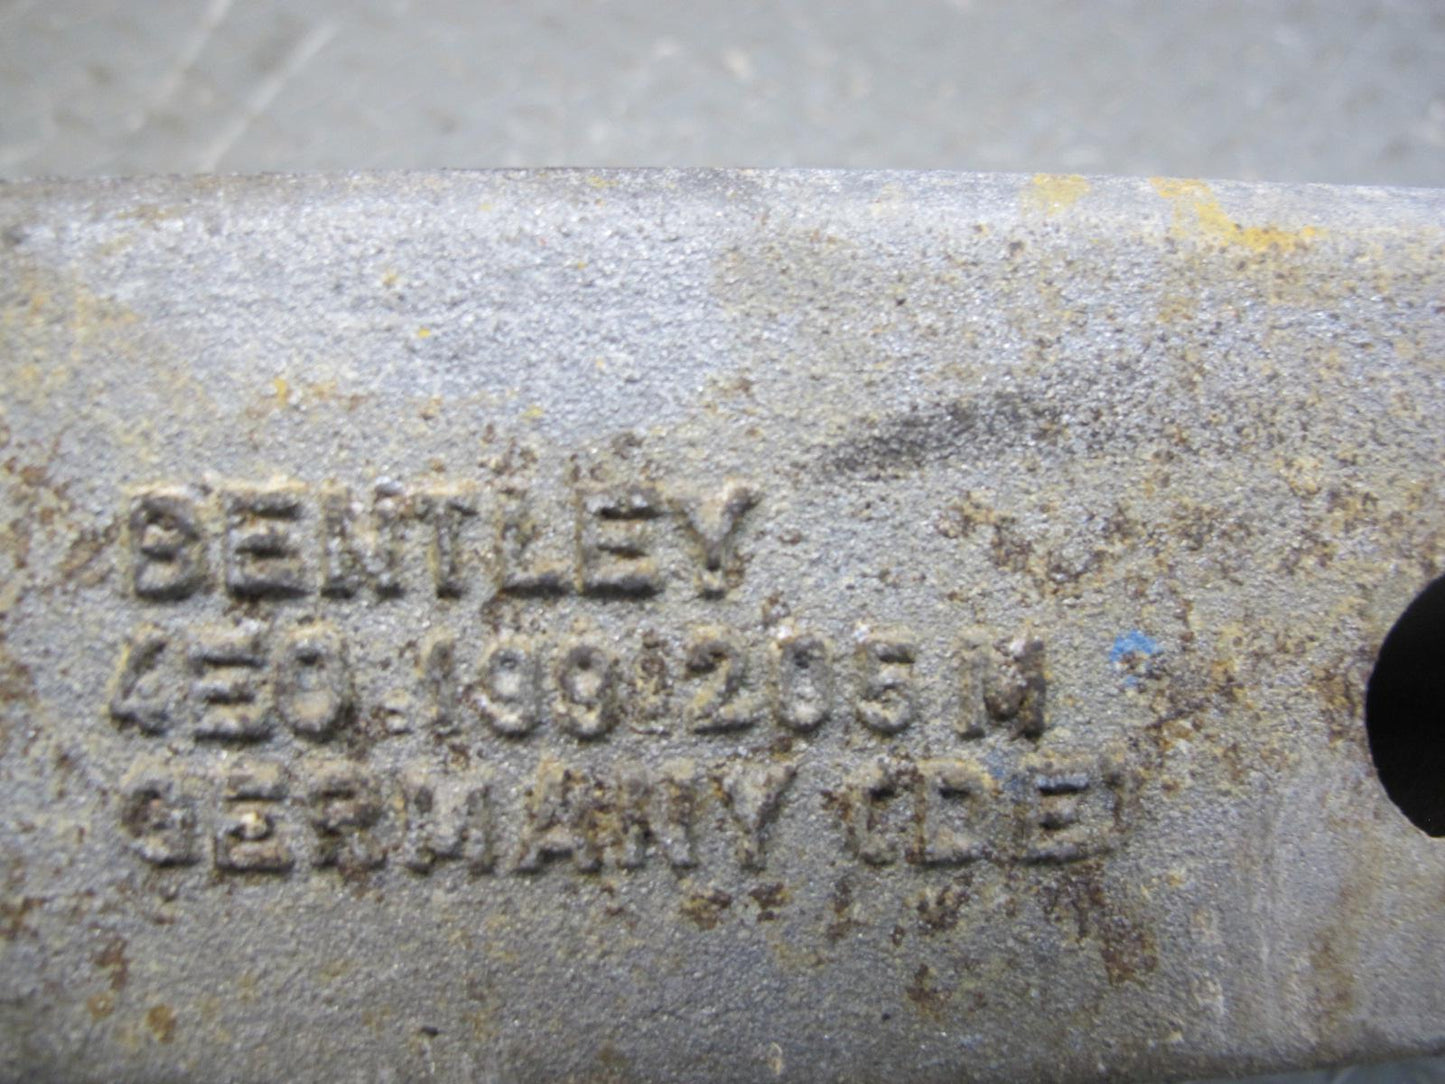 BENTLEY
4E0.199.205 M
GERMANY (DE)